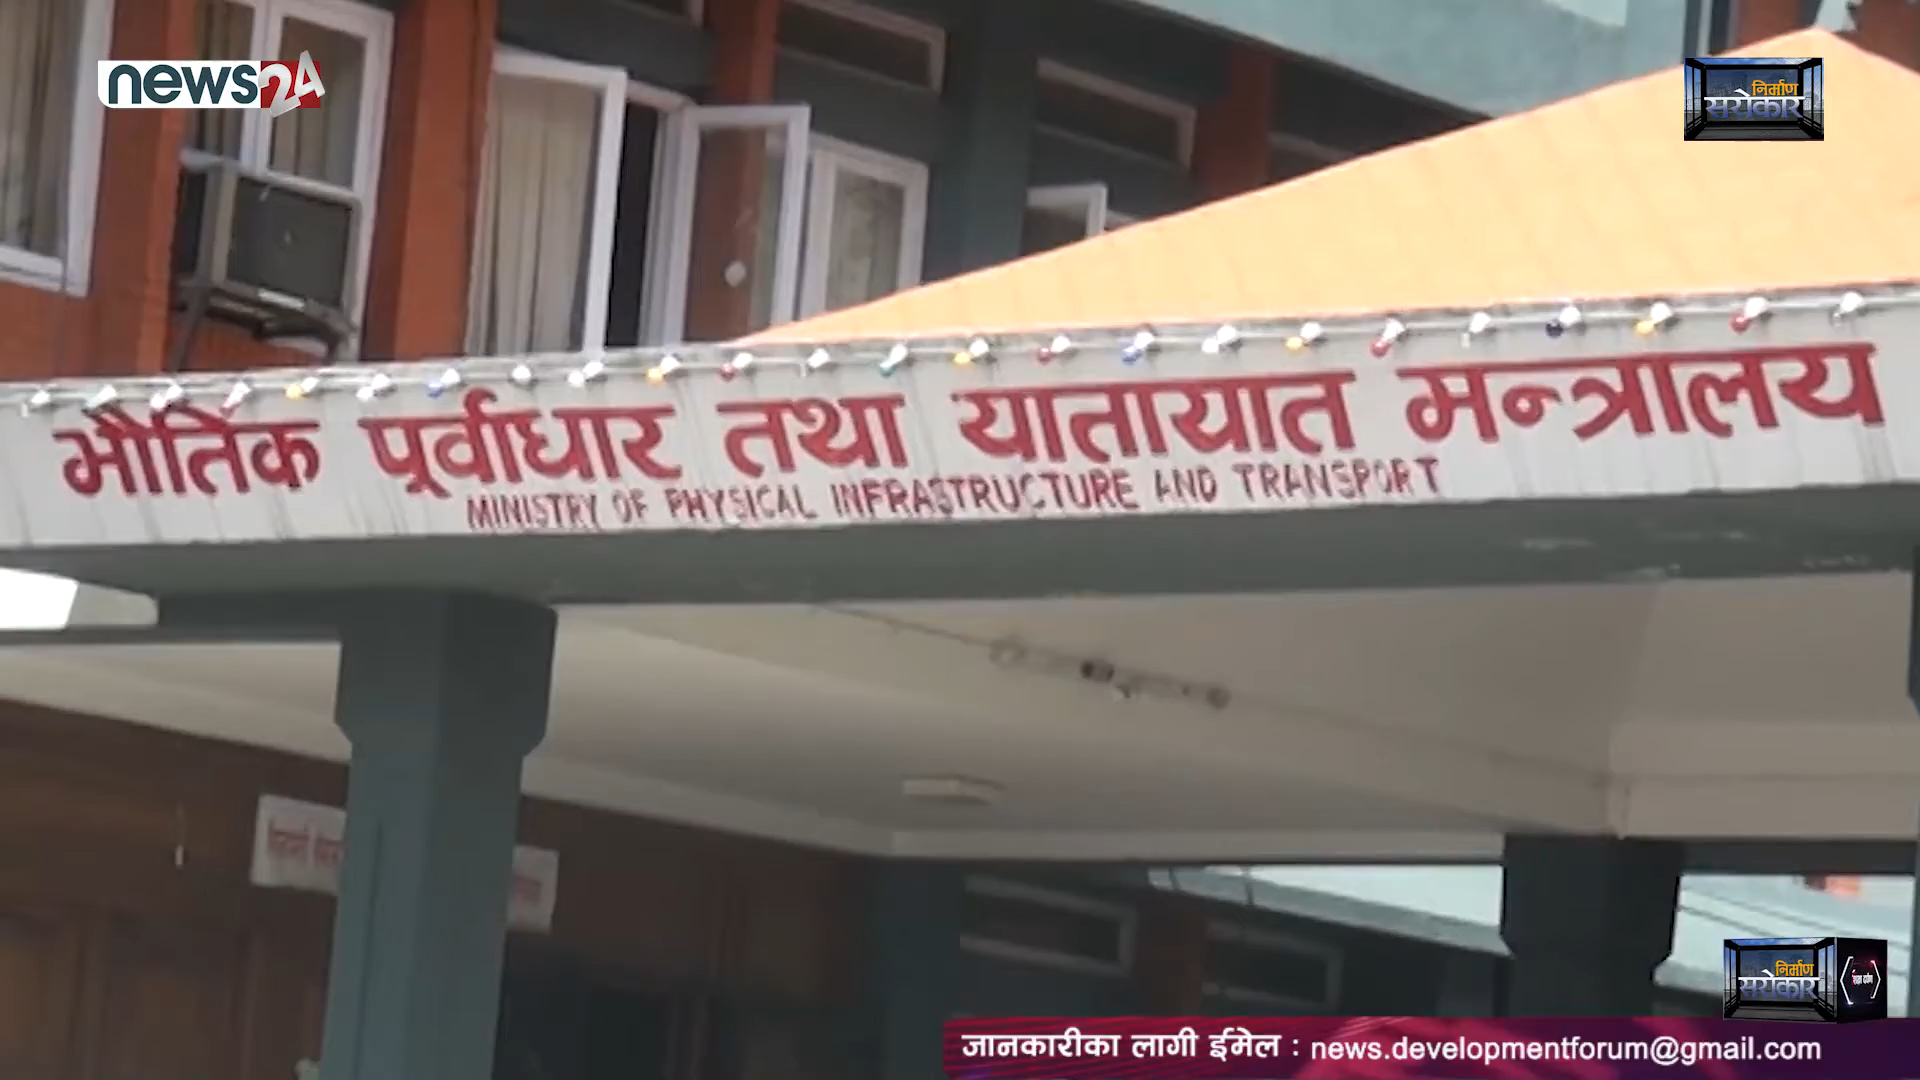 news24
निर्माण
सरोकार
भौतिक पूर्वाधार तथा यातायात मन्त्रालय
MINISTRY OF PHYSICAL INFRASTRUCTURE AND TRANSPORT
निर्माण
सरोकार
जानकारीका लागी ईमेल : news.developmentforum@gmail.com